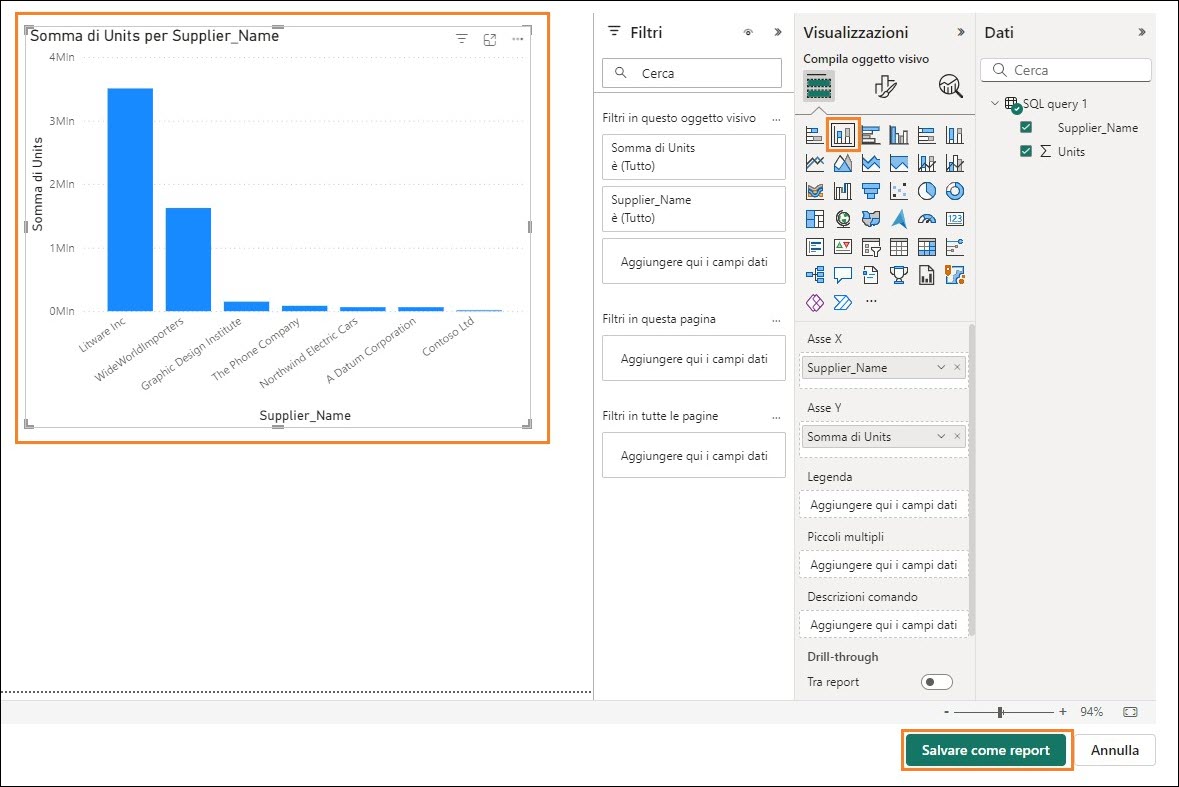 Somma di Units per Supplier_Name
4Mln
3Mln
2Mln
1Mln
0Mln
Somma di Units
Litware Inc
WideWorldImporters
Graphic Design Institute
The Phone Company
Northwind Electric Cars
A Datum Corporation
Contoso Ltd
Supplier_Name
Filtri
Cerca
Filtri in questo oggetto visivo ...
Somma di Units
è (Tutto)
Supplier_Name
è (Tutto)
Aggiungere qui i campi dati
Filtri in questa pagina ...
Aggiungere qui i campi dati
Filtri in tutte le pagine ...
Aggiungere qui i campi dati
Visualizzazioni
Compila oggetto visivo
123
...
Asse X
Supplier_Name
Asse Y
Somma di Units
Legenda
Aggiungere qui i campi dati
Piccoli multipli
Aggiungere qui i campi dati
Descrizioni comando
Aggiungere qui i campi dati
Drill-through
Tra report
Dati
Cerca
SQL query 1
Supplier_Name
∑ Units
- + 94%
Salvare come report
Annulla